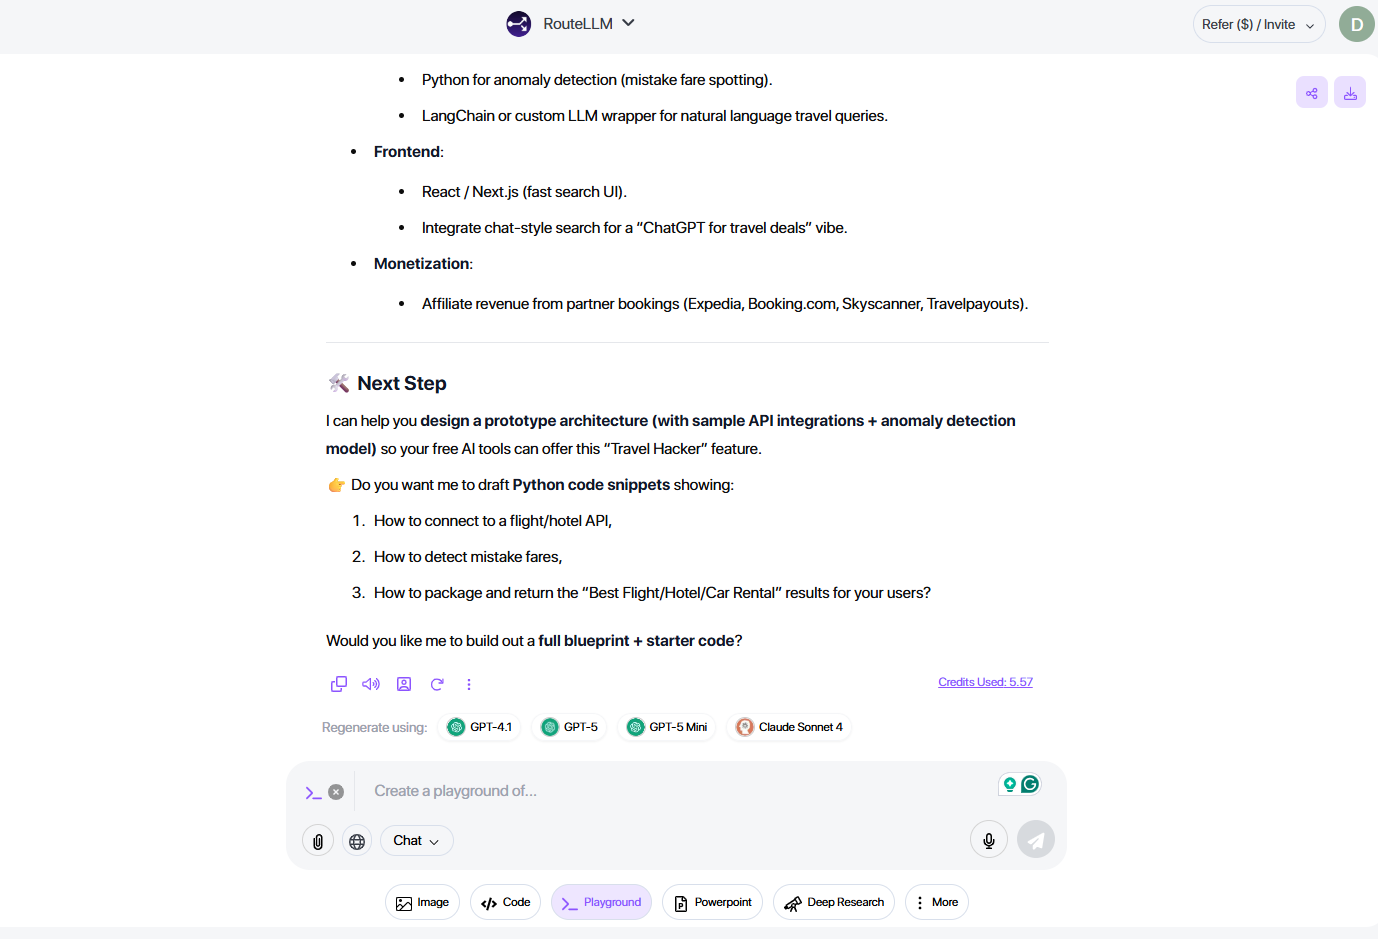 RouteLLM
Refer ($) / Invite
D
Python for anomaly detection (mistake fare spotting).
LangChain or custom LLM wrapper for natural language travel queries.
Frontend:
React / Next.js (fast search UI).
Integrate chat-style search for a “ChatGPT for travel deals” vibe.
Monetization:
Affiliate revenue from partner bookings (Expedia, Booking.com, Skyscanner, Travelpayouts).
Next Step
I can help you design a prototype architecture (with sample API integrations + anomaly detection
model) so your free AI tools can offer this “Travel Hacker” feature.
Do you want me to draft Python code snippets showing:
1. How to connect to a flight/hotel API,
2. How to detect mistake fares,
3. How to package and return the “Best Flight/Hotel/Car Rental” results for your users?
Would you like me to build out a full blueprint + starter code?
Credits Used: 5.57
Regenerate using: GPT-4.1 GPT-5 GPT-5 Mini Claude Sonnet 4
Create a playground of...
Chat
Image Code Playground Powerpoint Deep Research More